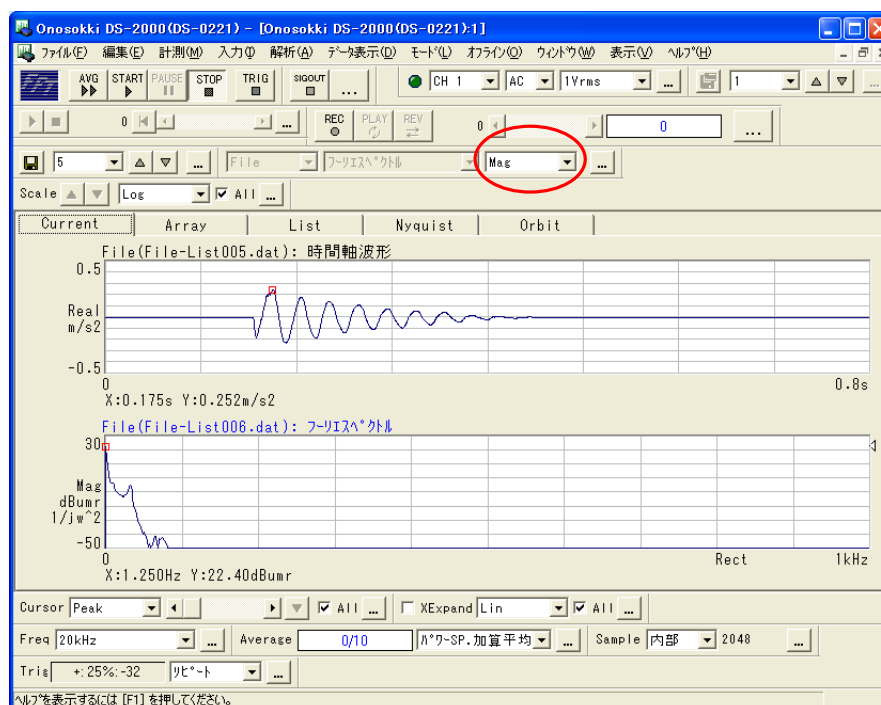 Onosokki DS-2000(DS-0221) - [Onosokki DS-2000(DS-0221):1]
ファイル(F) 編集(E) 計測(M) 入力(I) 解析(A) データ表示(D) モード(L) オフライン(O) ウィンドウ(W) 表示(V) ヘルプ(H)
AVG START PAUSE STOP TRIG SIGOUT ... CH 1 AC 1Vrms ... 1 ...
0 ... REC PLAY REV 0 0 ...
5 ... File フーリエスペクトル Mag ...
Scale Log All ...
Current Array List Nyquist Orbit
File(File-List005.dat): 時間軸波形
0.5
Real
m/s2
-0.5
0 0.8s
X:0.175s Y:0.252m/s2
File(File-List006.dat): フーリエスペクトル
30
Mag
dBumr
1/jw^2
-50
0 Rect 1kHz
X:1.250Hz Y:22.40dBumr
Cursor Peak All ... XExpand Lin All ...
Freq 20kHz ... Average 0/10 パワーSP.加算平均 ... Sample 内部 2048 ...
Trig +: 25%:-32 リピート ...
ヘルプを表示するには [F1] を押してください。